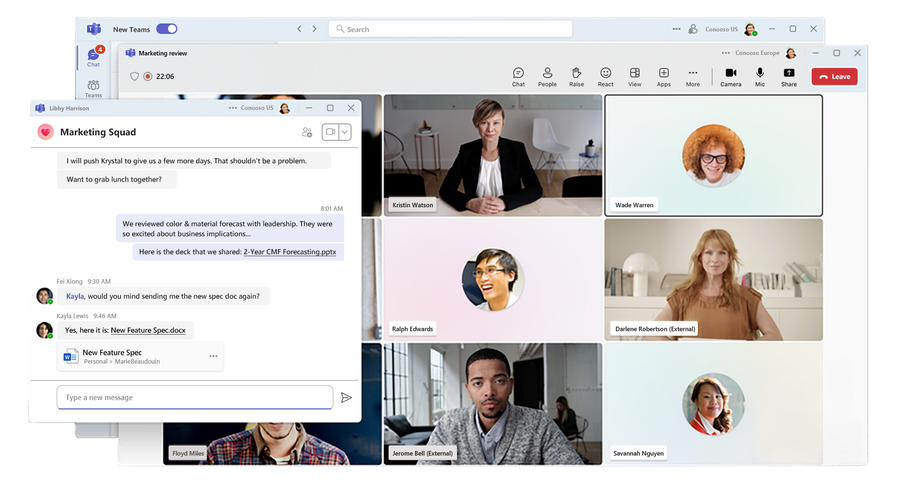 New Teams
Search
Conooso US
4
Chat
Teams
Marketing review
Conooso Europe
22:06
Chat
People
Raise
React
View
Apps
More
Camera
Mic
Share
Leave
Libby Harrison
Conooso US
Marketing Squad
I will push Krystal to give us a few more days. That shouldn't be a problem.
Want to grab lunch together?
8:01 AM
We reviewed color & material forecast with leadership. They were
so excited about business implications...
Here is the deck that we shared: 2-Year CMF Forecasting.pptx
Fei Xiong 9:30 AM
Kayla, would you mind sending me the new spec doc again?
Kayla Lewis 9:46 AM
Yes, here it is: New Feature Spec.docx
New Feature Spec
Personal > MarieBeaudouin
Type a new message
Kristin Watson
Wade Warren
Ralph Edwards
Darlene Robertson (External)
Floyd Miles
Jerome Bell (External)
Savannah Nguyen